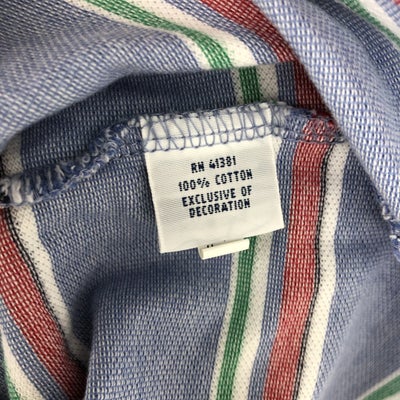 RN 41381
100% COTTON
EXCLUSIVE OF
DECORATION